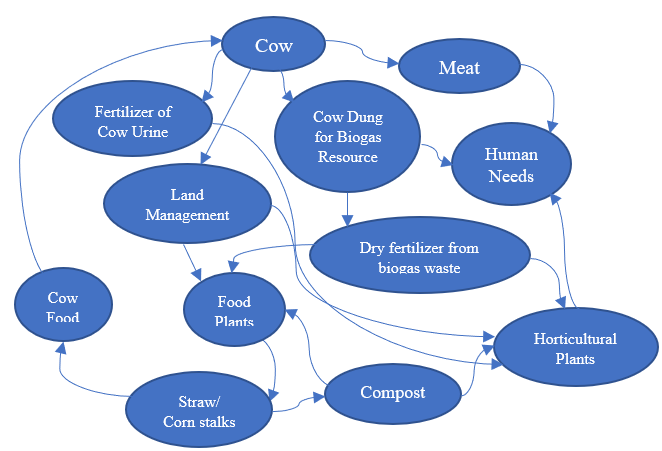 Cow
Meat
Fertilizer of
Cow Urine
Cow Dung
for Biogas
Resource
Human
Needs
Land
Management
Dry fertilizer from
biogas waste
Cow
Food
Food
Plants
Horticultural
Plants
Straw/
Corn stalks
Compost